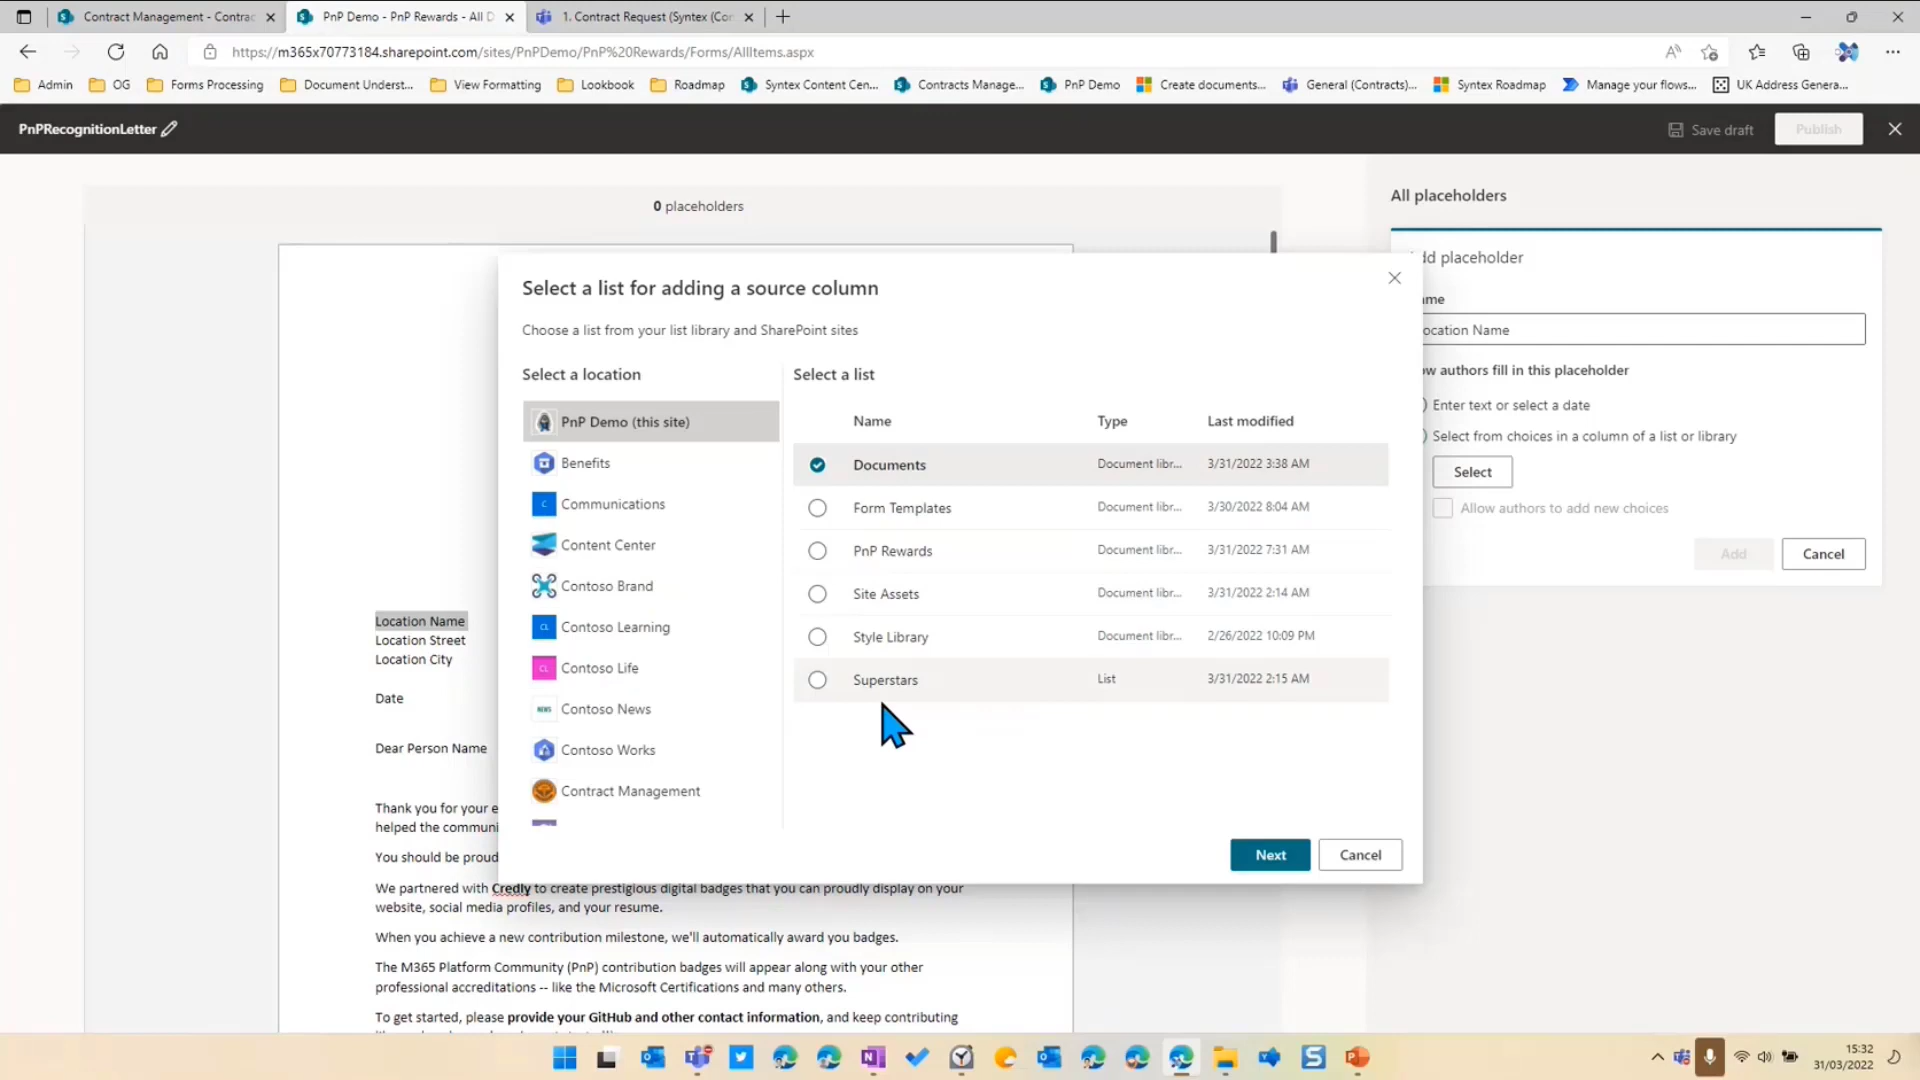 Contract Management - Contrac
PnP Demo - PnP Rewards - All D
1. Contract Request (Syntex (Cor
https://m365x70773184.sharepoint.com/sites/PnPDemo/PnP%20Rewards/Forms/AllItems.aspx
Admin
OG
Forms Processing
Document Underst...
View Formatting
Lookbook
Roadmap
Syntex Content Cen...
Contracts Manage...
PnP Demo
Create documents...
General (Contracts)...
Syntex Roadmap
Manage your flows...
UK Address Genera...
PnPRecognitionLetter
Save draft
Publish
0 placeholders
All placeholders
dd placeholder
ame
ocation Name
ow authors fill in this placeholder
Enter text or select a date
Select from choices in a column of a list or library
Select
Allow authors to add new choices
Add
Cancel
Select a list for adding a source column
Choose a list from your list library and SharePoint sites
Select a location
PnP Demo (this site)
Benefits
Communications
Content Center
Contoso Brand
Contoso Learning
Contoso Life
Contoso News
Contoso Works
Contract Management
Select a list
Name Type Last modified
Documents Document libr... 3/31/2022 3:38 AM
Form Templates Document libr... 3/30/2022 8:04 AM
PnP Rewards Document libr... 3/31/2022 7:31 AM
Site Assets Document libr... 3/31/2022 2:14 AM
Style Library Document libr... 2/26/2022 10:09 PM
Superstars List 3/31/2022 2:15 AM
Next
Cancel
Location Name
Location Street
Location City
Date
Dear Person Name
Thank you for your e
helped the communi
You should be proud
We partnered with Credly to create prestigious digital badges that you can proudly display on your
website, social media profiles, and your resume.
When you achieve a new contribution milestone, we'll automatically award you badges.
The M365 Platform Community (PnP) contribution badges will appear along with your other
professional accreditations -- like the Microsoft Certifications and many others.
To get started, please provide your GitHub and other contact information, and keep contributing
15:32
31/03/2022